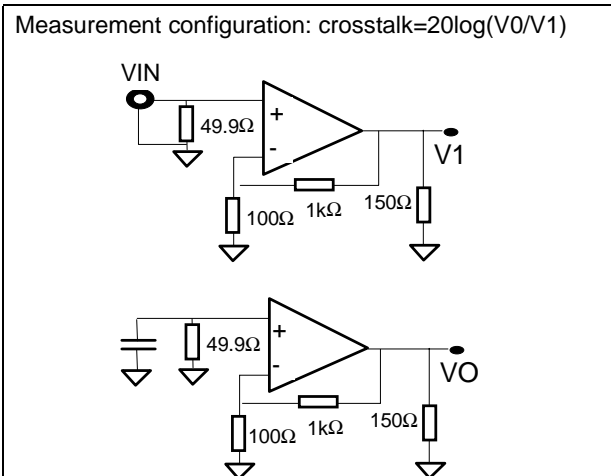 Measurement configuration: crosstalk=20log(V0/V1)
VIN
+
49.9Ω
-
V1
100Ω
1kΩ
150Ω
+
49.9Ω
-
VO
100Ω
1kΩ
150Ω